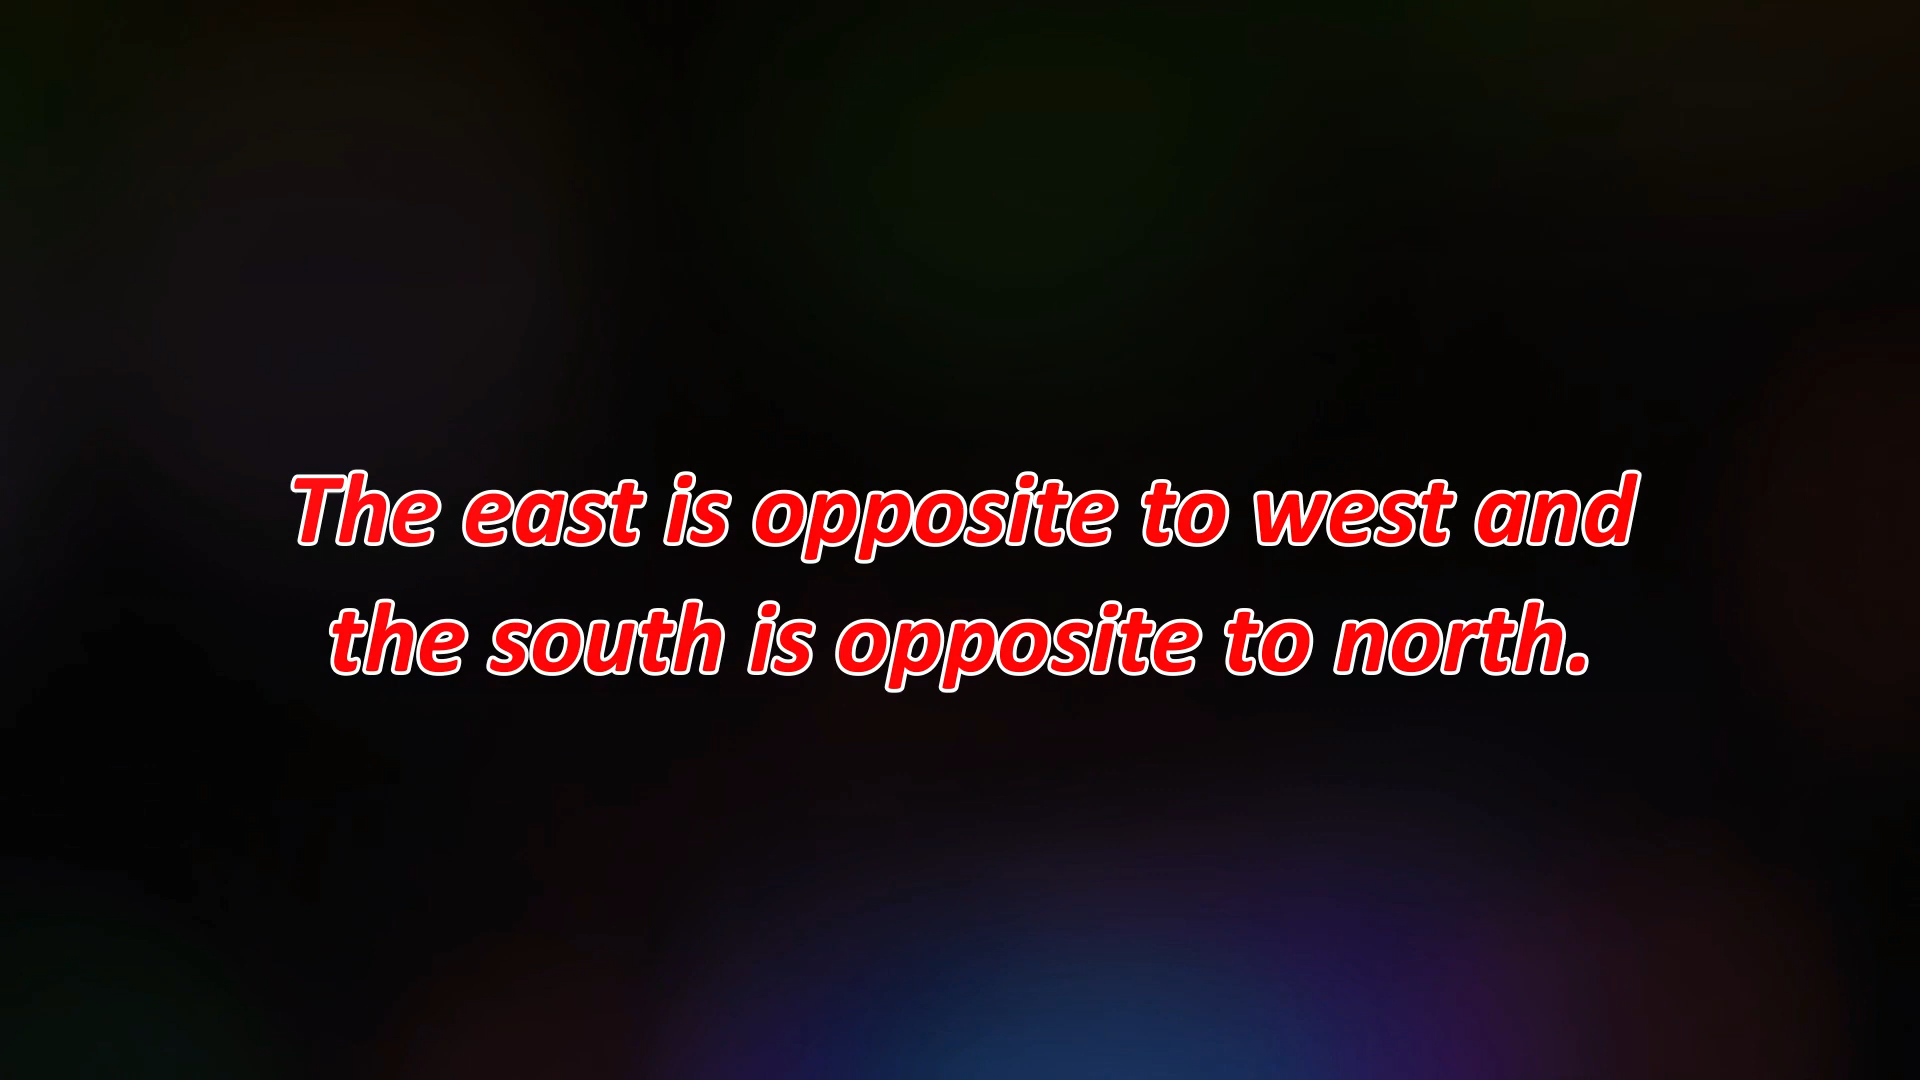 The east is opposite to west and
the south is opposite to north.